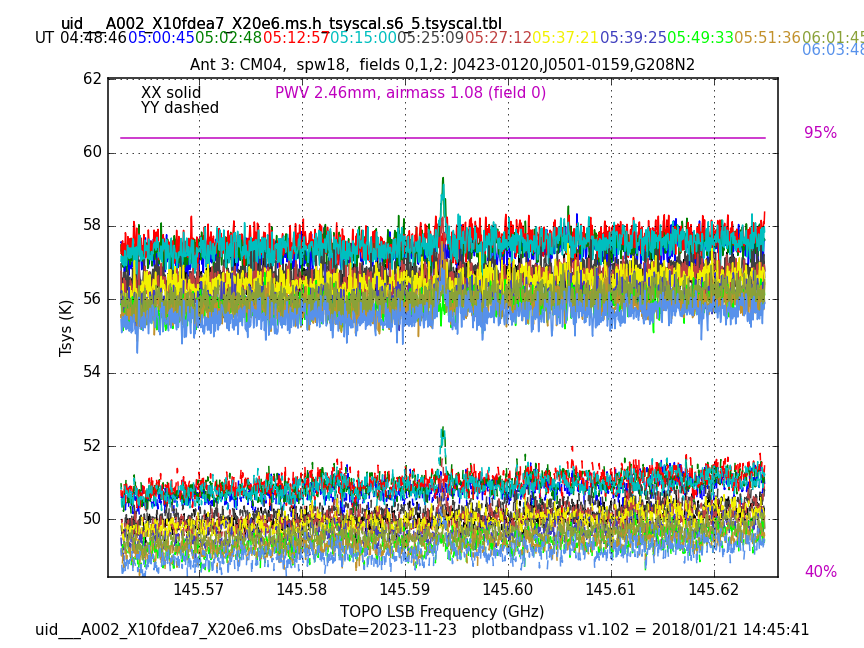 uid___A002_X10fdea7_X20e6.ms.h_tsyscal.s6_5.tsyscal.tbl
UT 04:48:46 05:00:45 05:02:48 05:12:57 05:15:00 05:25:09 05:27:12 05:37:21 05:39:25 05:49:33 05:51:36 06:01:45
06:03:48
Ant 3: CM04, spw18, fields 0,1,2: J0423-0120,J0501-0159,G208N2
62
XX solid PWV 2.46mm, airmass 1.08 (field 0)
YY dashed
95%
60
58
56
Tsys (K)
54
52
50
40%
145.57 145.58 145.59 145.60 145.61 145.62
TOPO LSB Frequency (GHz)
uid___A002_X10fdea7_X20e6.ms ObsDate=2023-11-23 plotbandpass v1.102 = 2018/01/21 14:45:41